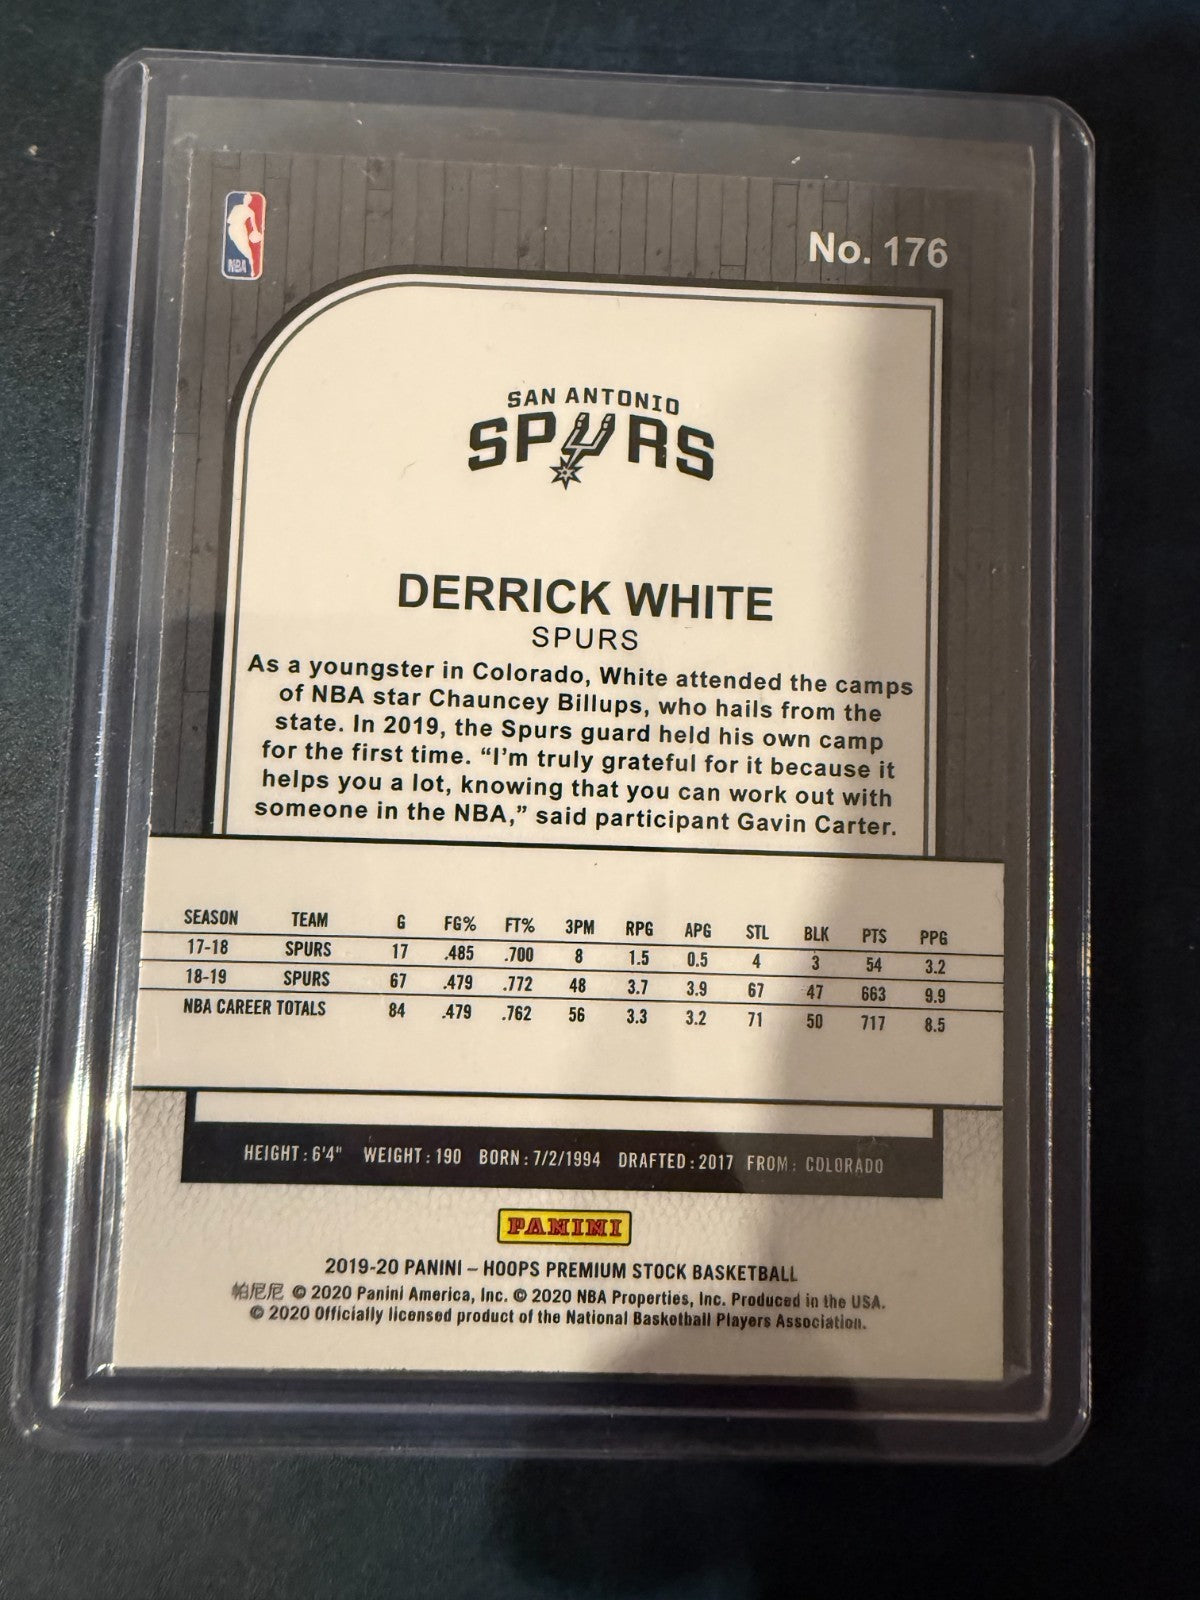 NBA
No. 176
SAN ANTONIO
SPURS
DERRICK WHITE
SPURS
As a youngster in Colorado, White attended the camps
of NBA star Chauncey Billups, who hails from the
state. In 2019, the Spurs guard held his own camp
for the first time. “I’m truly grateful for it because it
helps you a lot, knowing that you can work out with
someone in the NBA,” said participant Gavin Carter.
SEASON TEAM G FG% FT% 3PM RPG APG STL BLK PTS PPG
17-18 SPURS 17 .485 .700 8 1.5 0.5 4 3 54 3.2
18-19 SPURS 67 .479 .772 48 3.7 3.9 67 47 663 9.9
NBA CAREER TOTALS 84 .479 .762 56 3.3 3.2 71 50 717 8.5
HEIGHT: 6'4" WEIGHT: 190 BORN: 7/2/1994 DRAFTED: 2017 FROM: COLORADO
PANINI
2019-20 PANINI – HOOPS PREMIUM STOCK BASKETBALL
帕尼尼 © 2020 Panini America, Inc. © 2020 NBA Properties, Inc. Produced in the USA.
© 2020 Officially licensed product of the National Basketball Players Association.